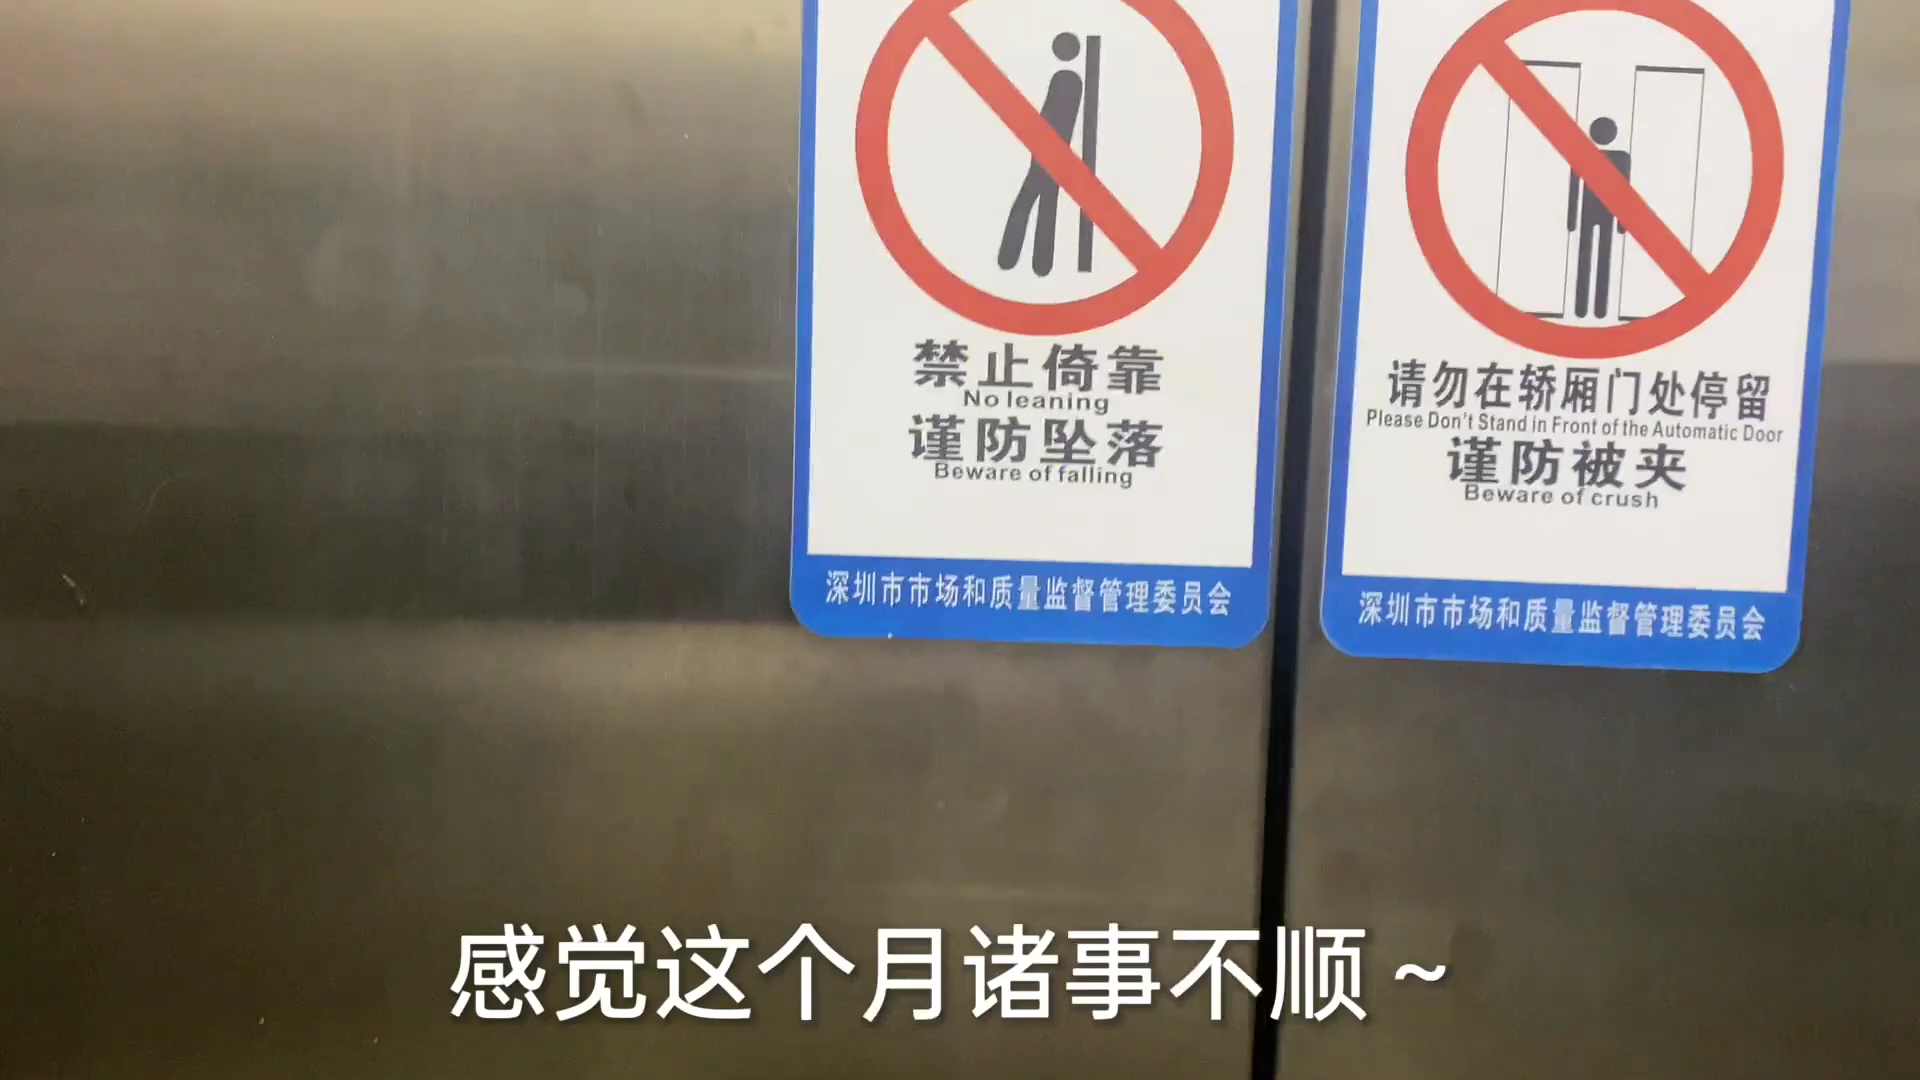 禁止倚靠
No leaning
谨防坠落
Beware of falling
深圳市市场和质量监督管理委员会
请勿在轿厢门处停留
Please Don't Stand in Front of the Automatic Door
谨防被夹
Beware of crush
深圳市市场和质量监督管理委员会
感觉这个月诸事不顺~